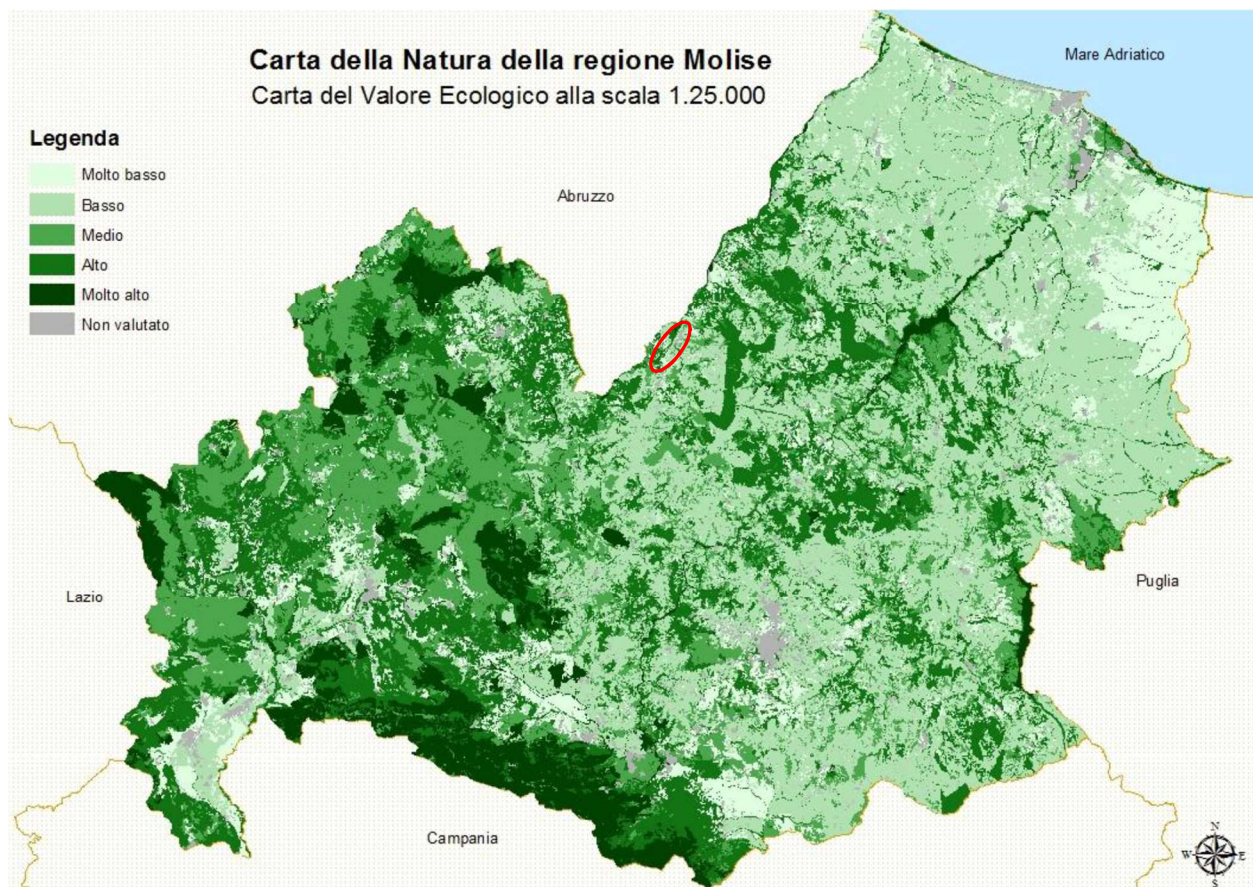 Carta della Natura della regione Molise
Carta del Valore Ecologico alla scala 1.25.000
Mare Adriatico
Legenda
Molto basso
Basso
Medio
Alto
Molto alto
Non valutato
Abruzzo
Lazio
Puglia
Campania
N
W E
S